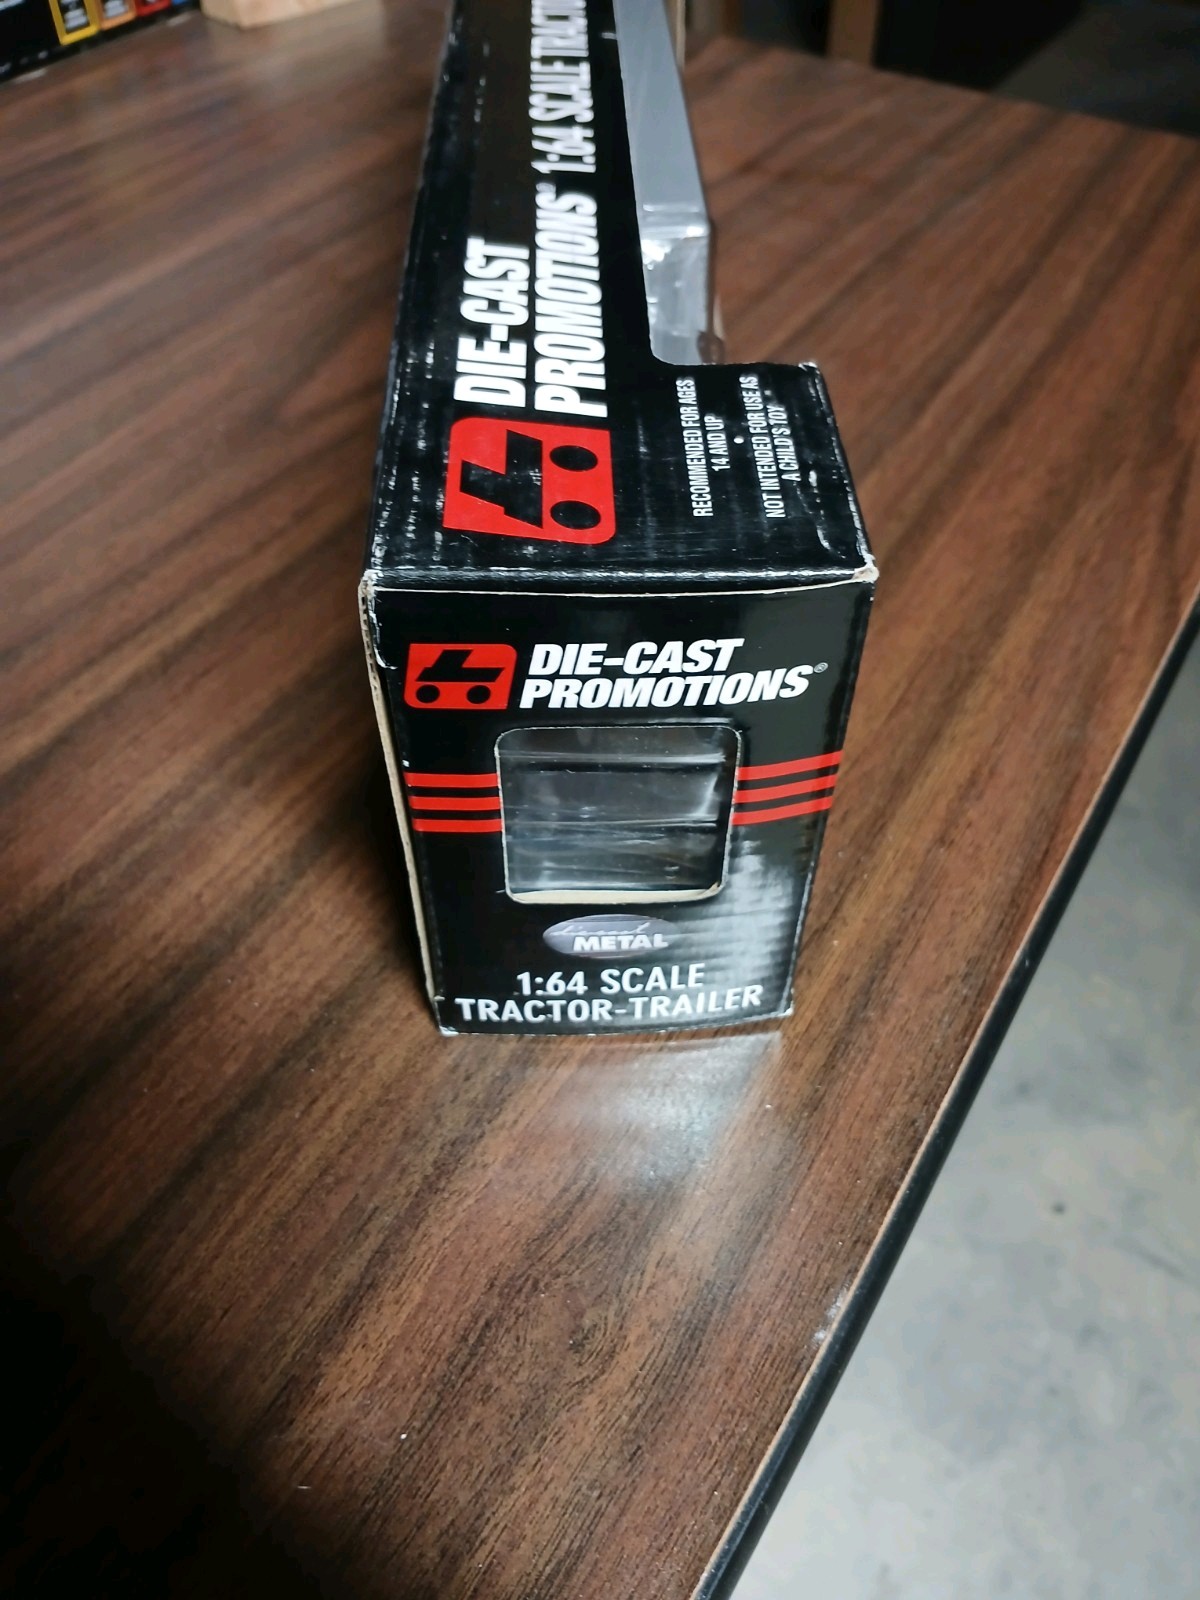 DIE-CAST
PROMOTIONS 1:64 SCALE
RECOMMENDED FOR AGES
14 AND UP
NOT INTENDED FOR USE AS
A CHILD'S TOY
DIE-CAST
PROMOTIONS®
METAL
1:64 SCALE
TRACTOR-TRAILER